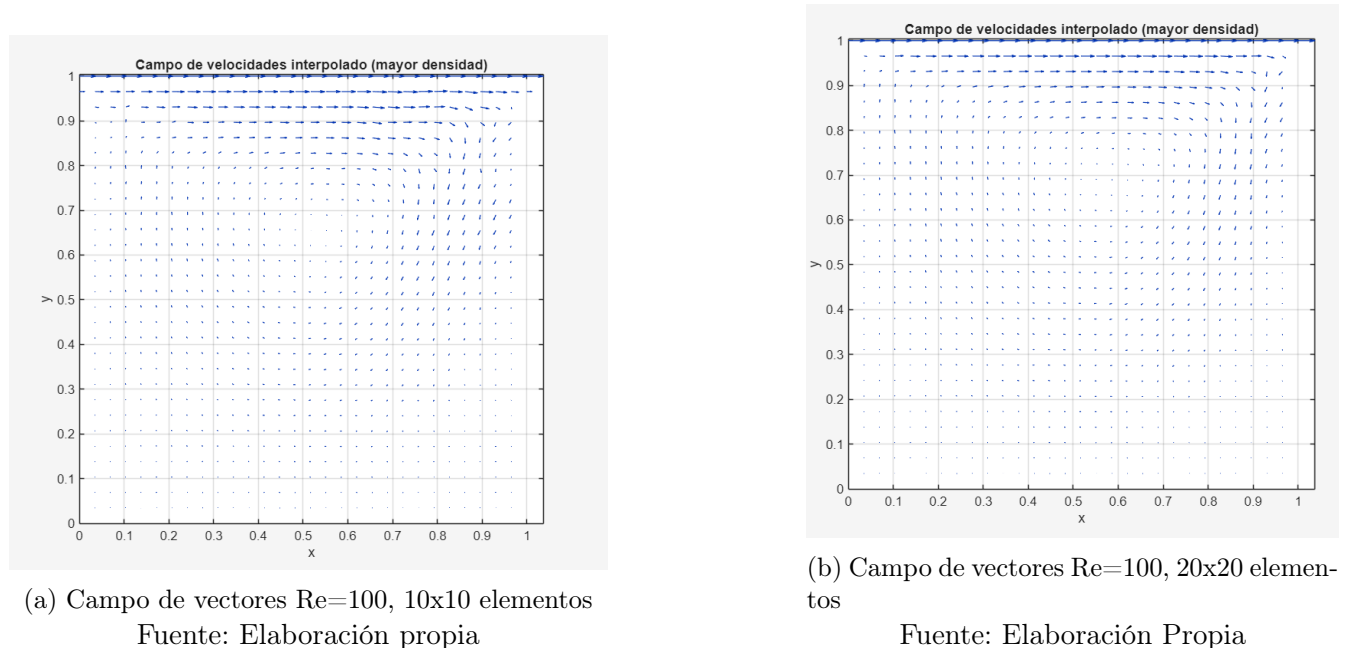 Campo de velocidades interpolado (mayor densidad)
1
0.9
0.8
0.7
0.6
0.5
0.4
0.3
0.2
0.1
0
y
0 0.1 0.2 0.3 0.4 0.5 0.6 0.7 0.8 0.9 1
x
(a) Campo de vectores Re=100, 10x10 elementos
Fuente: Elaboración propia
Campo de velocidades interpolado (mayor densidad)
1
0.9
0.8
0.7
0.6
0.5
0.4
0.3
0.2
0.1
0
y
0 0.1 0.2 0.3 0.4 0.5 0.6 0.7 0.8 0.9 1
x
(b) Campo de vectores Re=100, 20x20 elemen-
tos
Fuente: Elaboración Propia